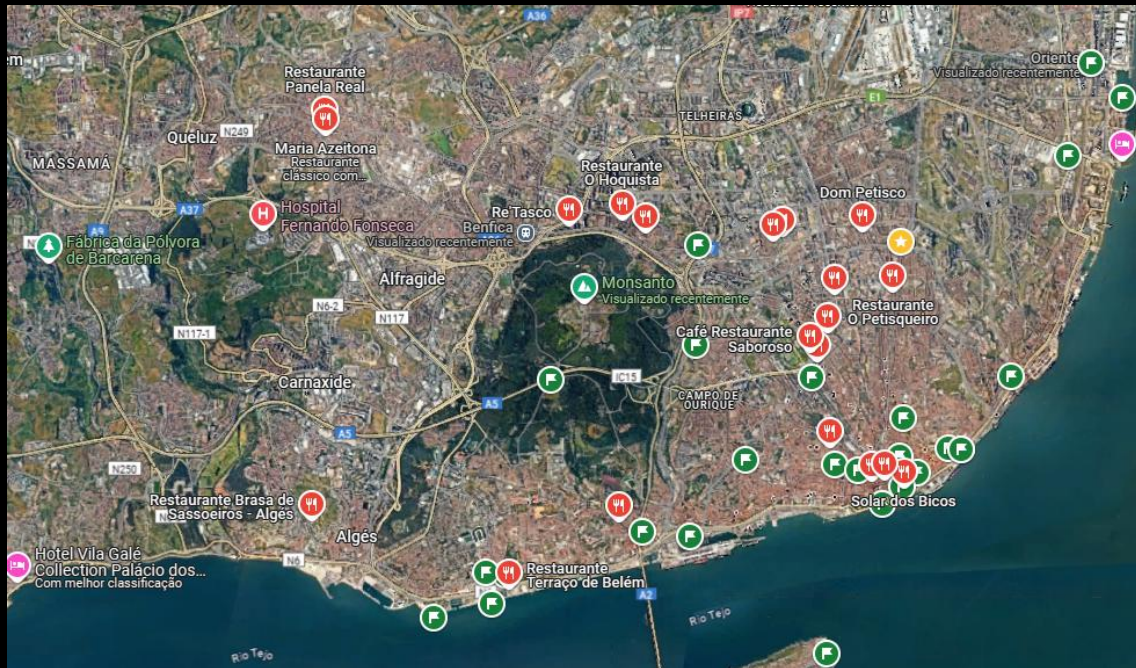 Visualizado recentemente
A36
IP7
em
Oriente
Visualizado recentemente
Restaurante
Panela Real
E1
TELHEIRAS
N249
Queluz
Maria Azeitona
Restaurante
clássico com...
MASSAMÁ
Restaurante
O Hoquista
Dom Petisco
A37
Hospital
Fernando Fonseca
Re'Tasco
Benfica
Visualizado recentemente
A9
Fábrica da Pólvora
de Barcarena
Alfragide
Monsanto
Visualizado recentemente
N6-2
N117
Restaurante
O Petisqueiro
N117-1
Café Restaurante
Saboroso
IC15
Carnaxide
CAMPO DE
OURIQUE
A5
A5
N250
Restaurante Brasa de
Sassoeiros - Algés
Solar dos Bicos
Algés
Hotel Vila Galé
Collection Palácio dos...
Com melhor classificação
N6
Restaurante
Terraço de Belém
A2
Rio Tejo
Rio Tejo